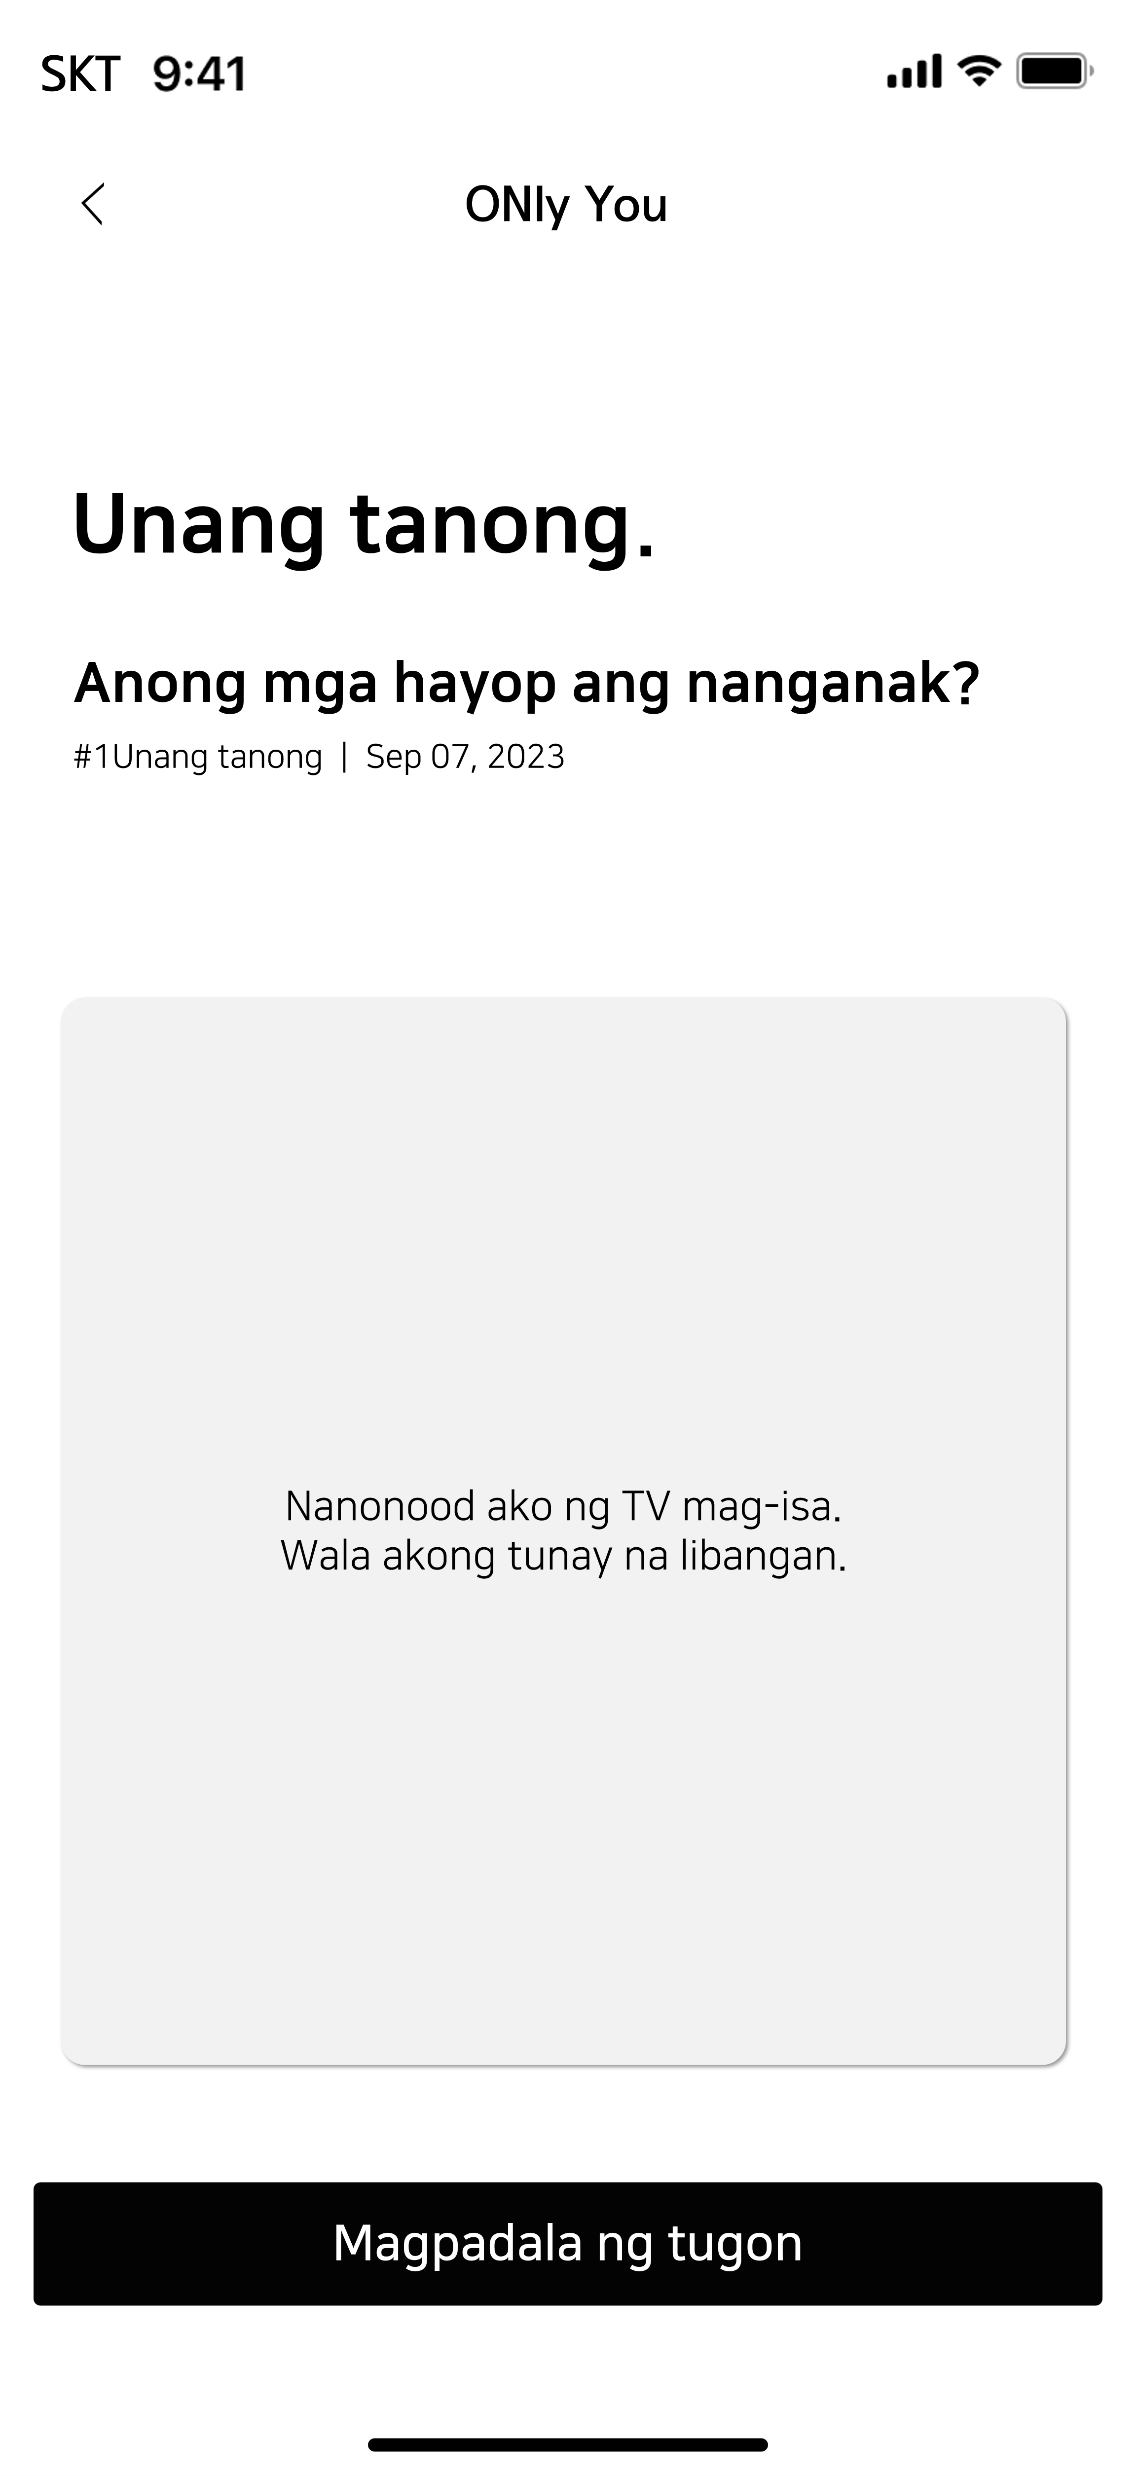 SKT 9:41
ONly You
Unang tanong.
Anong mga hayop ang nanganak?
#1Unang tanong | Sep 07, 2023
Nanonood ako ng TV mag-isa.
Wala akong tunay na libangan.
Magpadala ng tugon